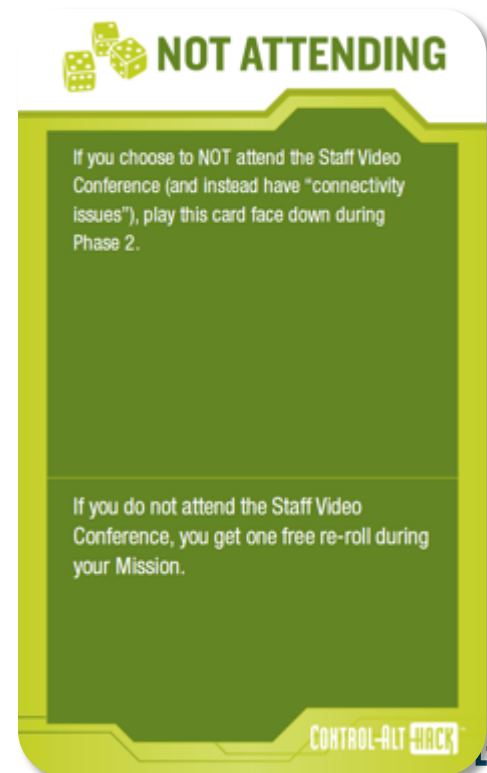 NOT ATTENDING
If you choose to NOT attend the Staff Video
Conference (and instead have “connectivity
issues”), play this card face down during
Phase 2.
If you do not attend the Staff Video
Conference, you get one free re-roll during
your Mission.
CONTROL-ALT HACK™